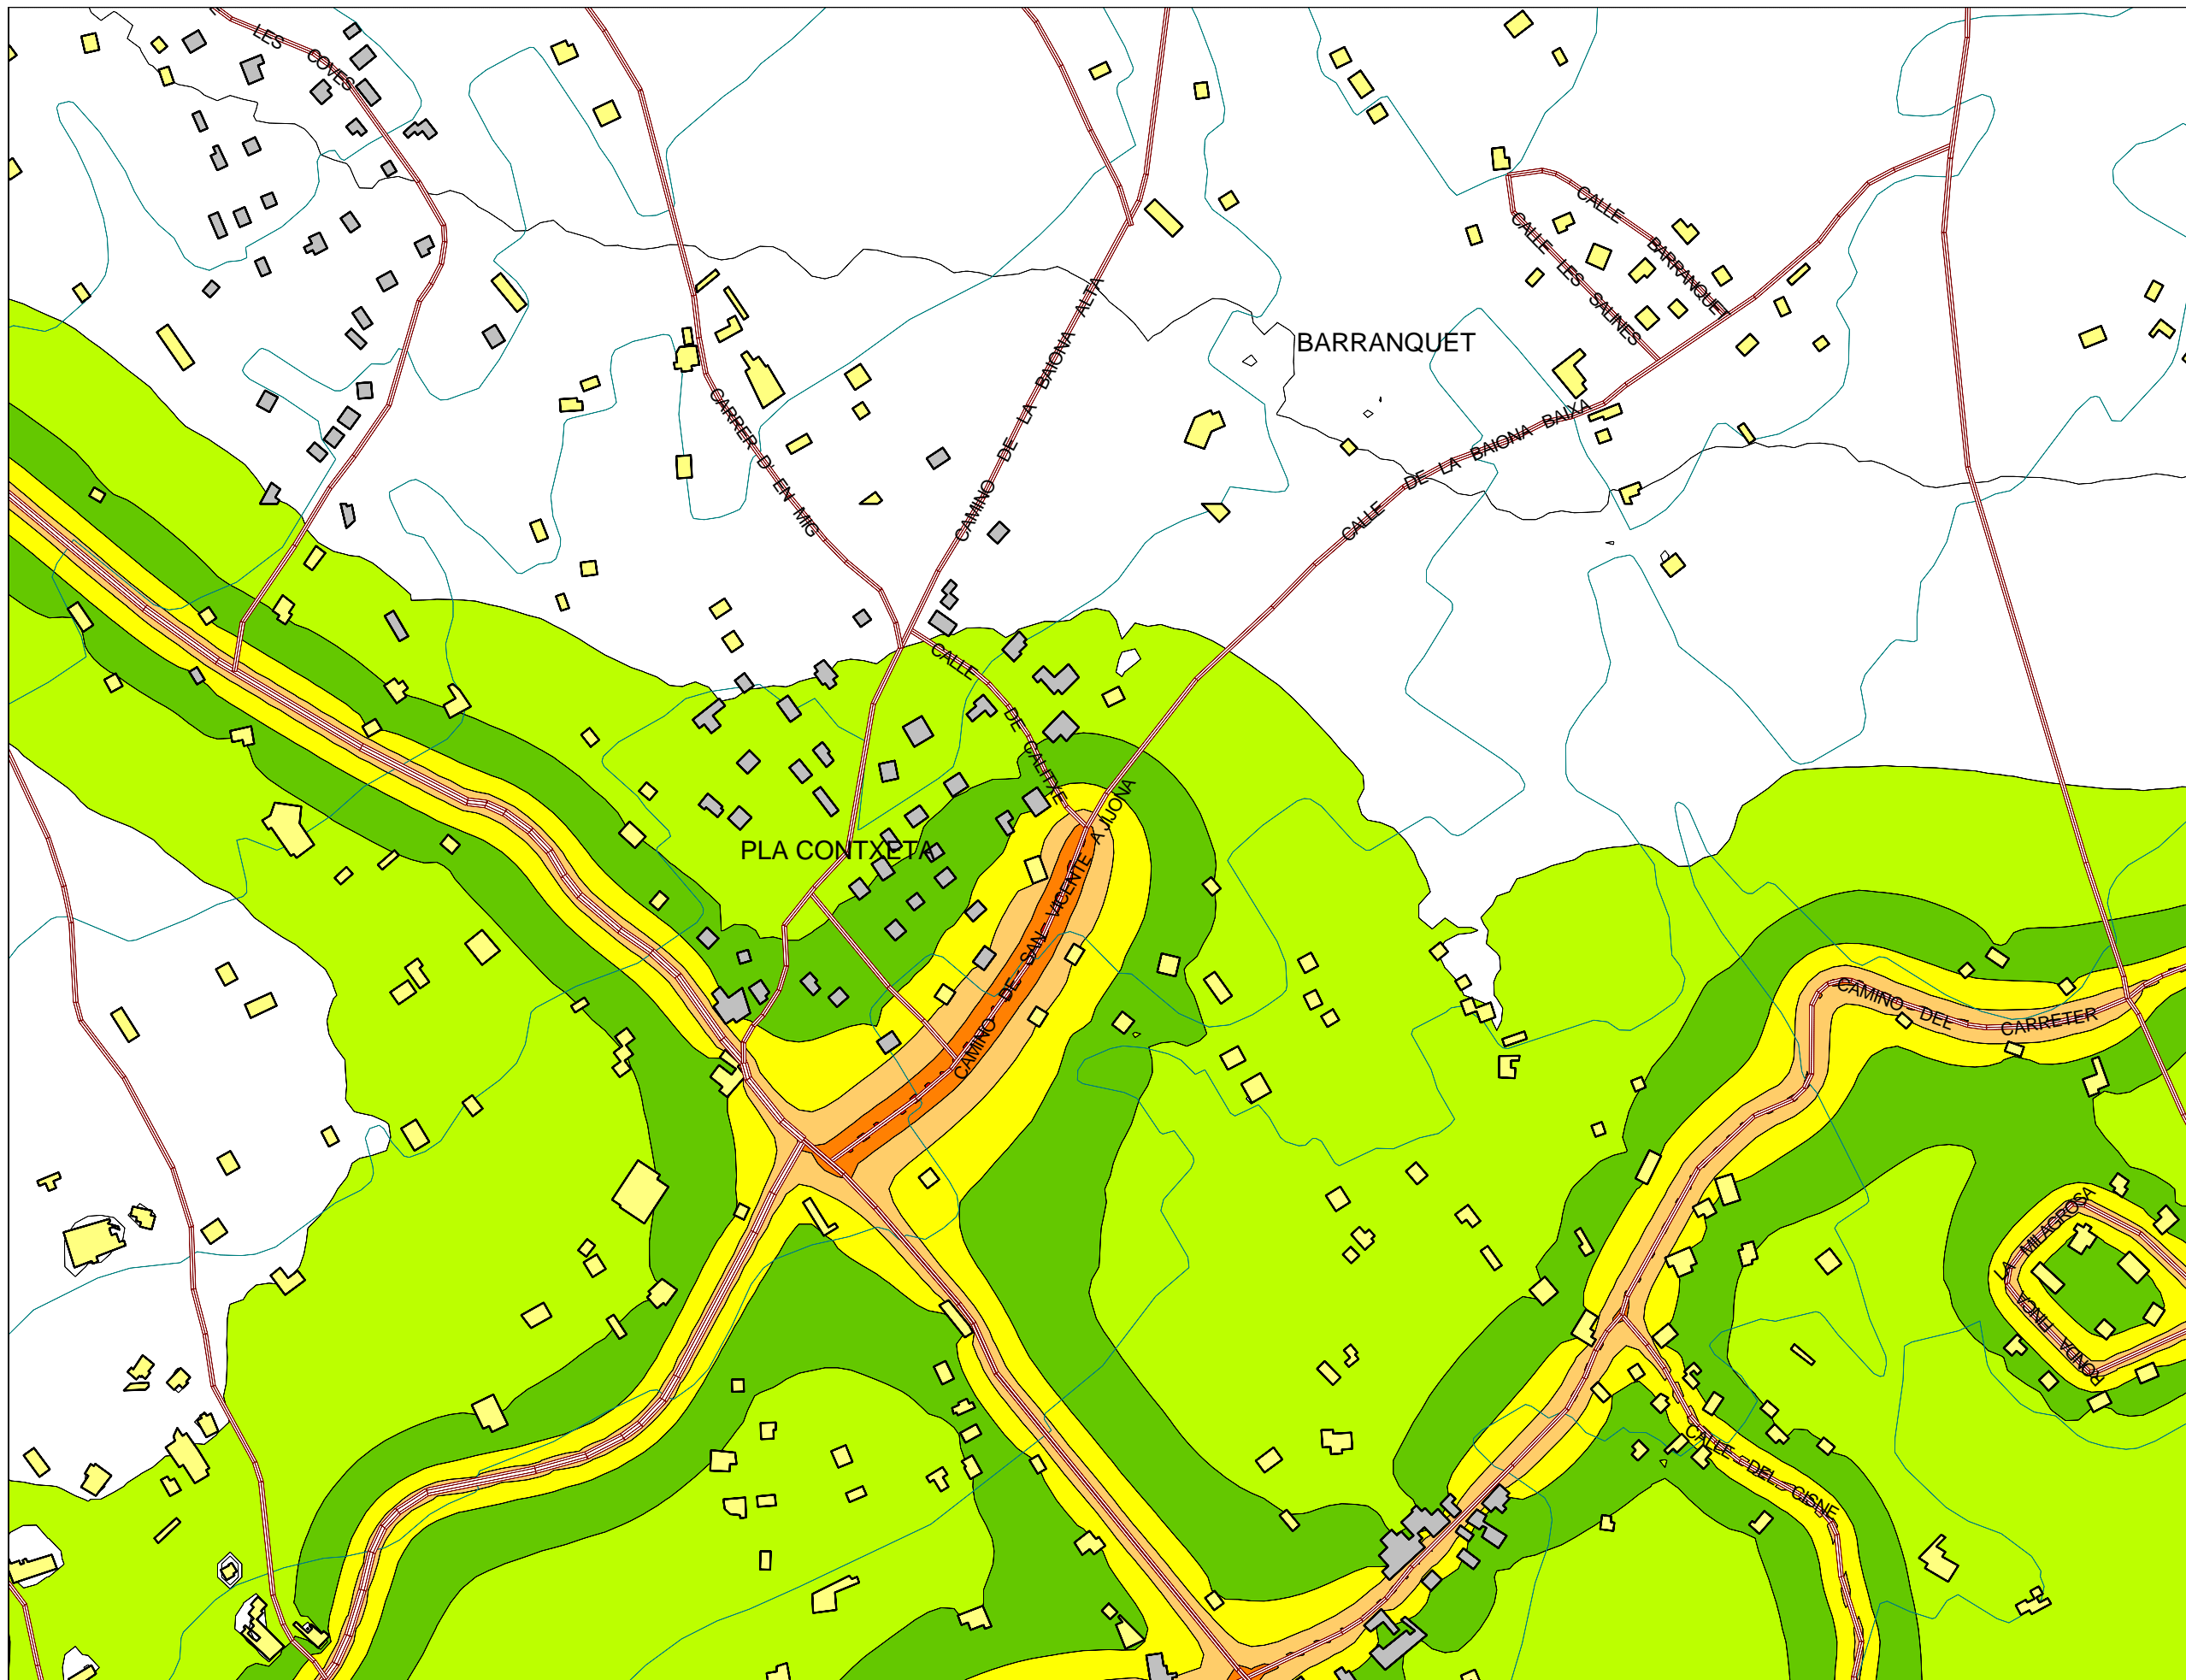 LES COVES
CALLE BARRANQUET
CALLE LES SALINES
BARRANQUET
CAMINO DE LA BAIONA ALTA
CARRER D' EN MIG
CALLE DE LA BAIONA BAIXA
CALLE DE CALITXE
PLA CONTXETA
CAMINO DE SAN VICENTE A JIJONA
CAMINO DEL CARRETER
RONDA FINCA LA MILAGROSA
CALLE DEL CISNE